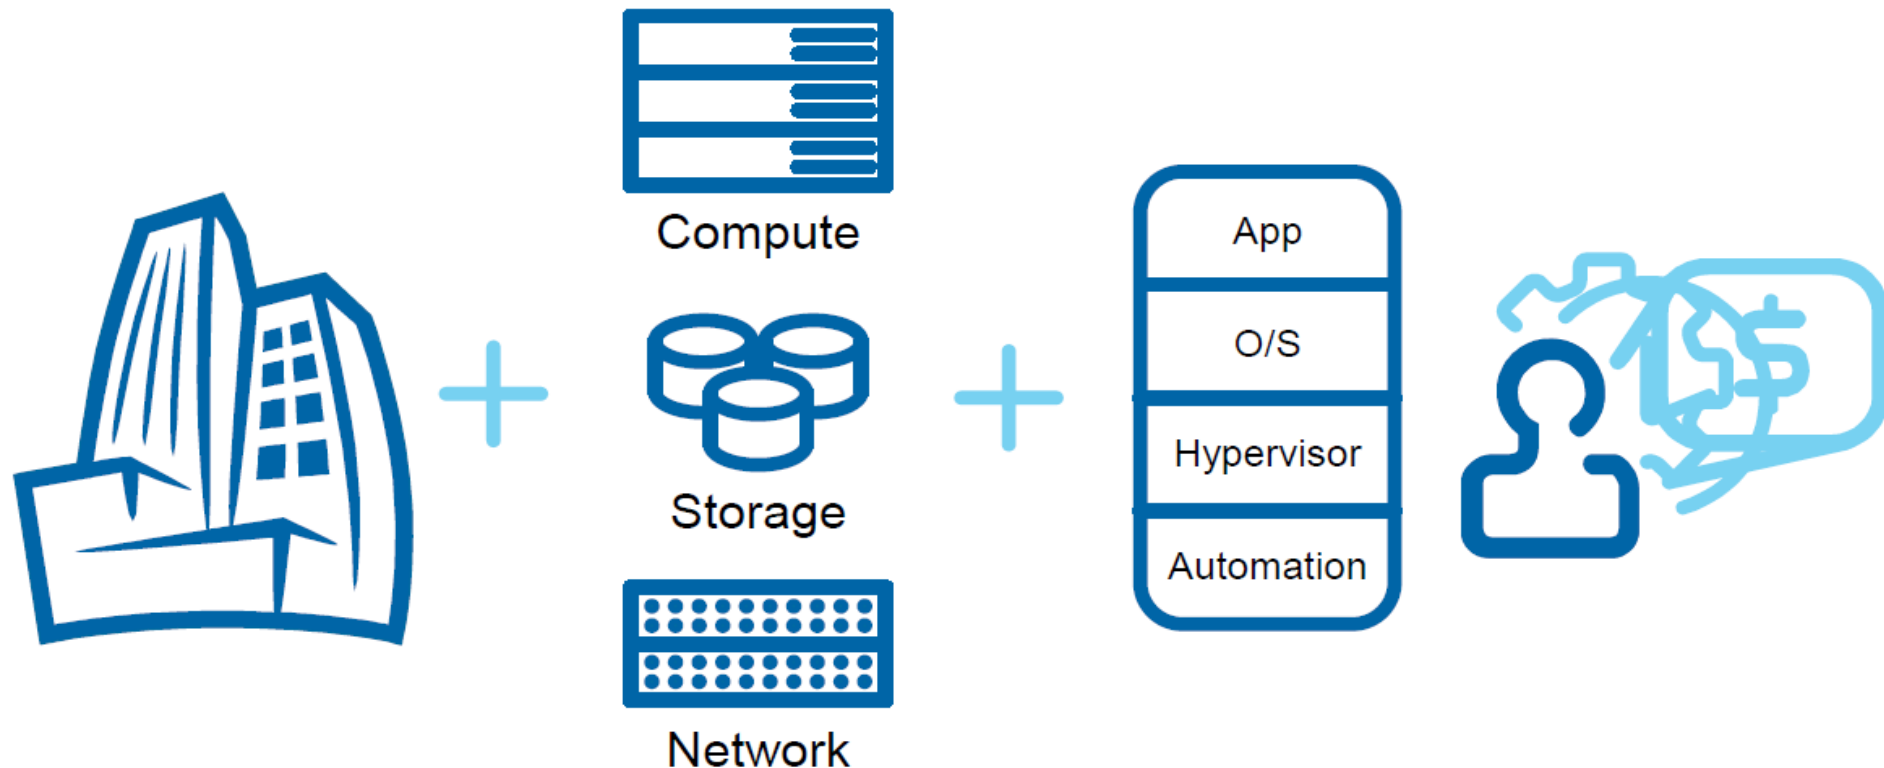 Compute
Storage
Network
App
O/S
Hypervisor
Automation
$